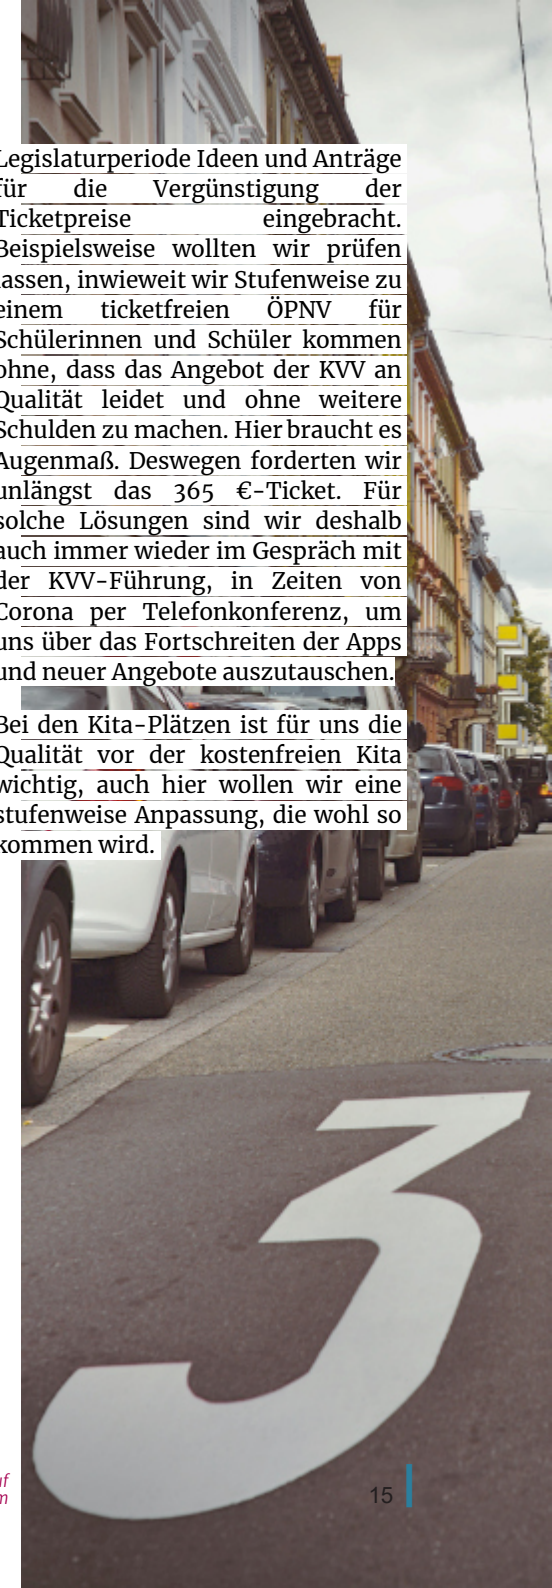 Legislaturperiode Ideen und Anträge
für die Vergünstigung der
Ticketpreise eingebracht.
Beispielsweise wollten wir prüfen
lassen, inwieweit wir Stufenweise zu
einem ticketfreien ÖPNV für
Schülerinnen und Schüler kommen
ohne, dass das Angebot der KVV an
Qualität leidet und ohne weitere
Schulden zu machen. Hier braucht es
Augenmaß. Deswegen forderten wir
unlängst das 365 €-Ticket. Für
solche Lösungen sind wir deshalb
auch immer wieder im Gespräch mit
der KVV-Führung, in Zeiten von
Corona per Telefonkonferenz, um
uns über das Fortschreiten der Apps
und neuer Angebote auszutauschen.
Bei den Kita-Plätzen ist für uns die
Qualität vor der kostenfreien Kita
wichtig, auch hier wollen wir eine
stufenweise Anpassung, die wohl so
kommen wird.
3
15